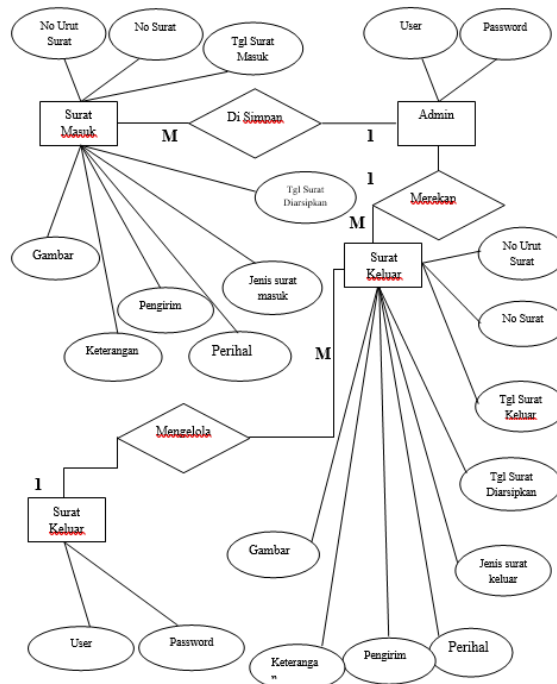 No Urut
Surat
No Surat
Tgl Surat
Masuk
User
Password
Surat
Masuk
M
Di Simpan
1
Admin
1
Tgl Surat
Diarsipkan
Merekap
M
Gambar
Surat
Keluar
No Urut
Surat
Jenis surat
masuk
Pengirim
No Surat
Keterangan
Perihal
M
Tgl Surat
Keluar
Mengelola
Tgl Surat
Diarsipkan
1
Surat
Keluar
Gambar
Jenis surat
keluar
User
Password
Keteranga
n
Pengirim
Perihal